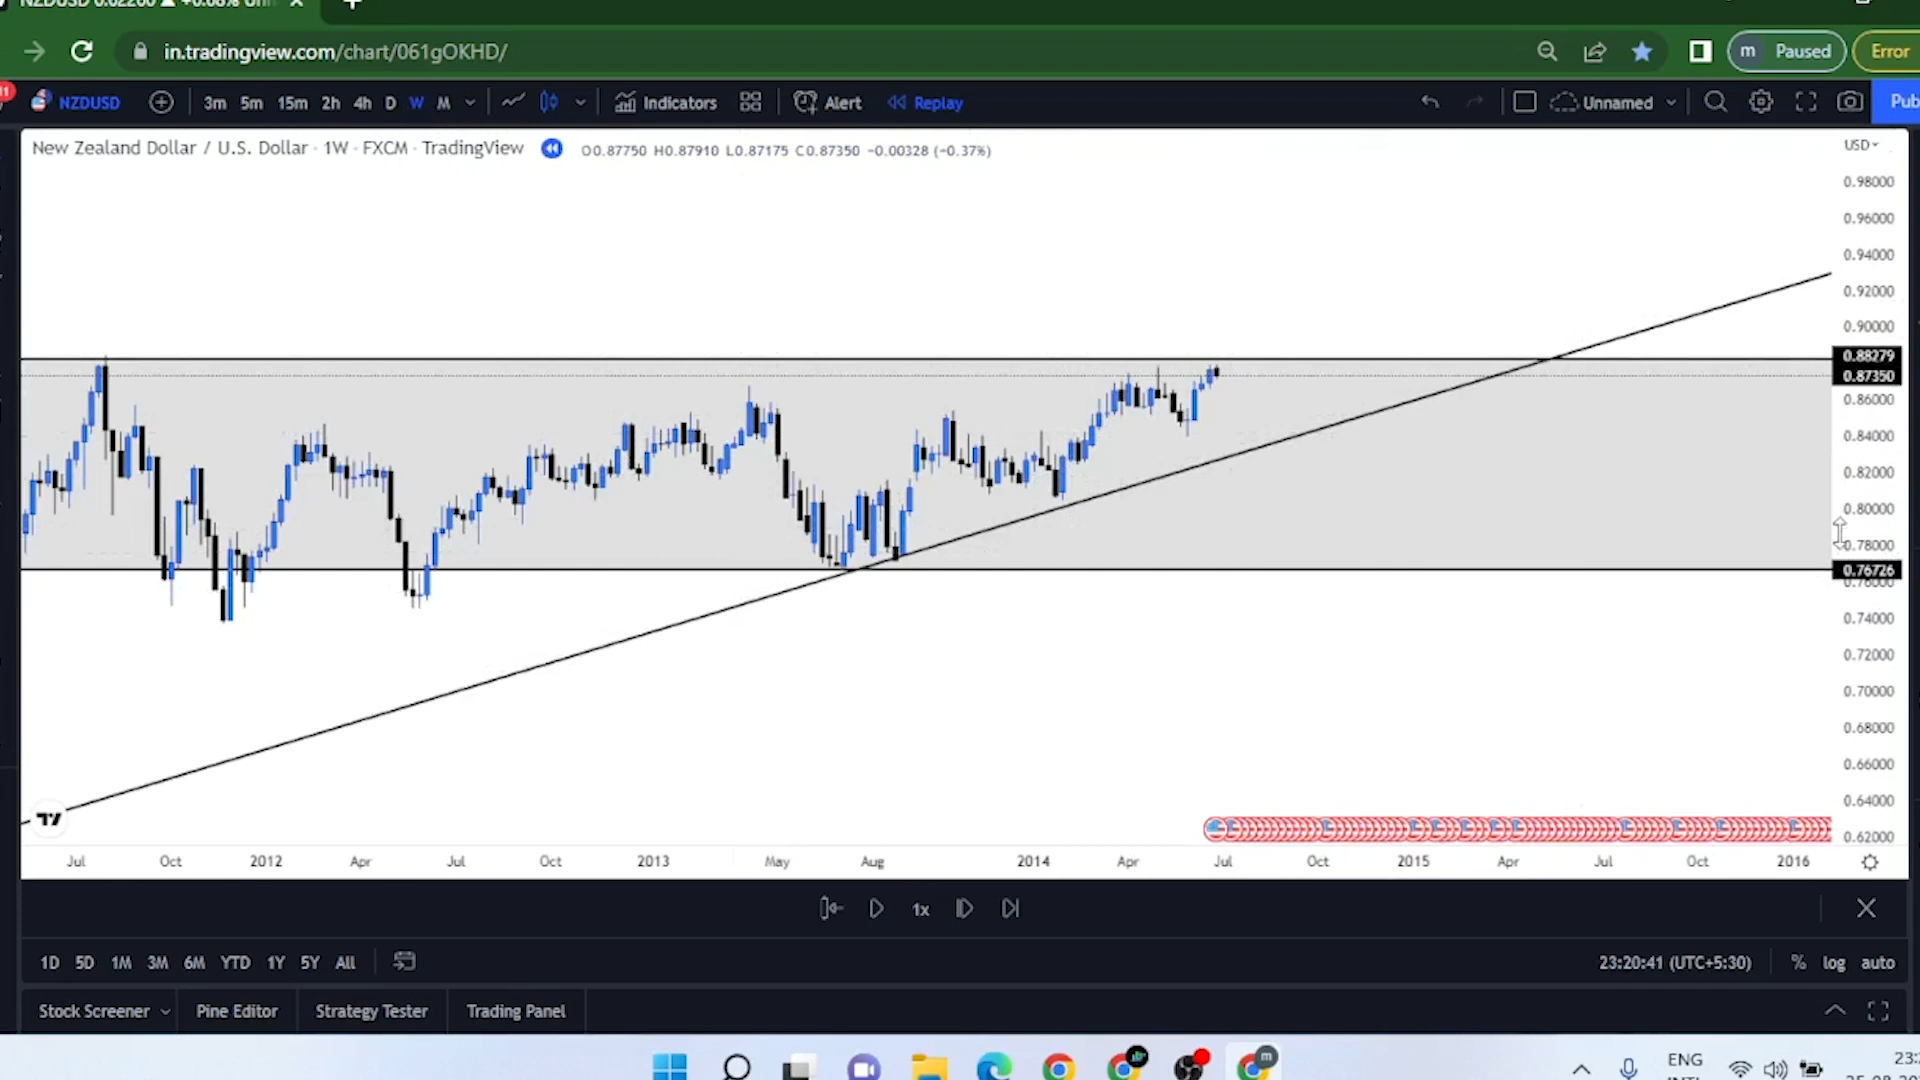 in.tradingview.com/chart/061gOKHD/
m Paused
Error
11
NZDUSD
3m 5m 15m 2h 4h D W M
Indicators
Alert
Replay
Unnamed
Pub
New Zealand Dollar / U.S. Dollar · 1W · FXCM · TradingView
O0.87750 H0.87910 L0.87175 C0.87350 −0.00328 (−0.37%)
USD
0.98000
0.96000
0.94000
0.92000
0.90000
0.88279
0.87350
0.86000
0.84000
0.82000
0.80000
0.78000
0.76726
0.76000
0.74000
0.72000
0.70000
0.68000
0.66000
0.64000
0.62000
Jul Oct 2012 Apr Jul Oct 2013 May Aug 2014 Apr Jul Oct 2015 Apr Jul Oct 2016
1x
1D 5D 1M 3M 6M YTD 1Y 5Y All
23:20:41 (UTC+5:30)
% log auto
Stock Screener
Pine Editor
Strategy Tester
Trading Panel
m
ENG